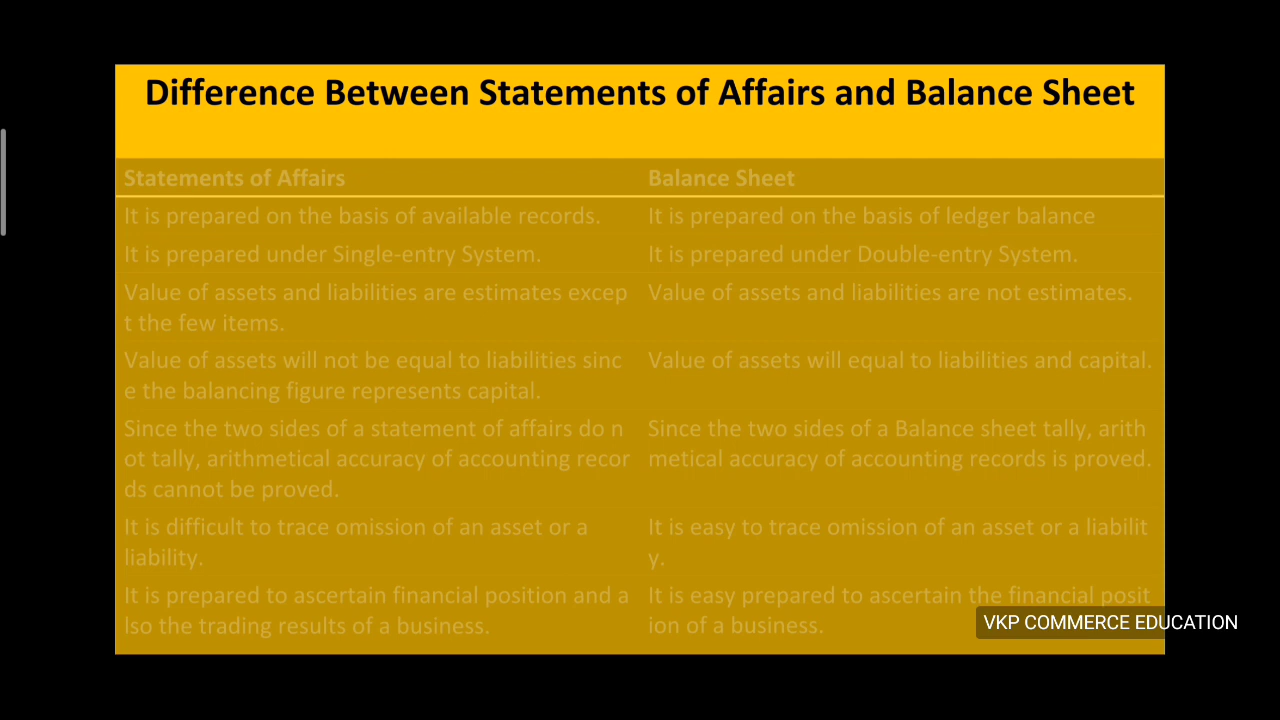 Difference Between Statements of Affairs and Balance Sheet
Statements of Affairs
Balance Sheet
It is prepared on the basis of available records.
It is prepared on the basis of ledger balance
It is prepared under Single-entry System.
It is prepared under Double-entry System.
Value of assets and liabilities are estimates excep
t the few items.
Value of assets and liabilities are not estimates.
Value of assets will not be equal to liabilities sinc
e the balancing figure represents capital.
Value of assets will equal to liabilities and capital.
Since the two sides of a statement of affairs do n
ot tally, arithmetical accuracy of accounting recor
ds cannot be proved.
Since the two sides of a Balance sheet tally, arith
metical accuracy of accounting records is proved.
It is difficult to trace omission of an asset or a
liability.
It is easy to trace omission of an asset or a liabilit
y.
It is prepared to ascertain financial position and a
lso the trading results of a business.
It is easy prepared to ascertain the financial posit
ion of a business.
VKP COMMERCE EDUCATION